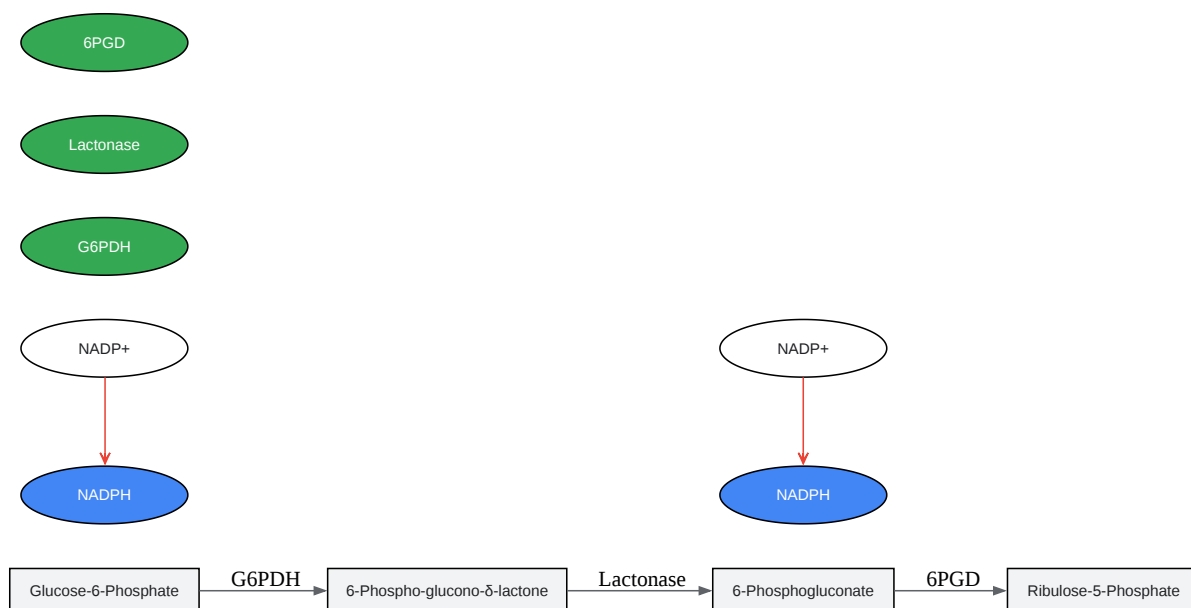 6PGD
Lactonase
G6PDH
NADP+
NADP+
NADPH
NADPH
Glucose-6-Phosphate
G6PDH
6-Phospho-glucono-δ-lactone
Lactonase
6-Phosphogluconate
6PGD
Ribulose-5-Phosphate